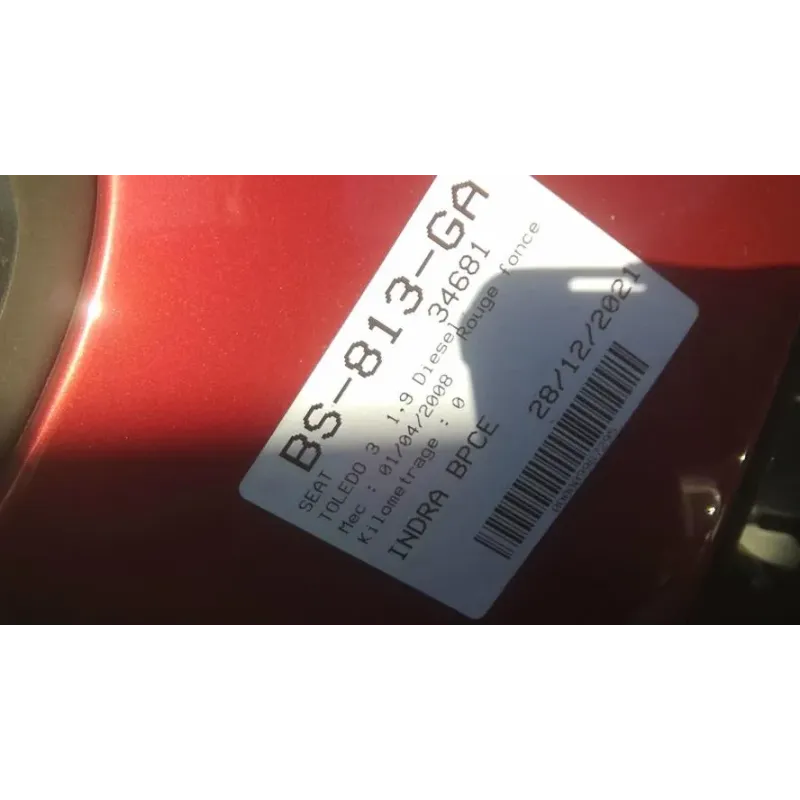 BS-813-GA
SEAT 34681
TOLEDO 3 1,9 Diesel
Mec : 01/04/2008 Rouge fonce
Kilometrage : 0
INDRA BPCE 28/12/2021